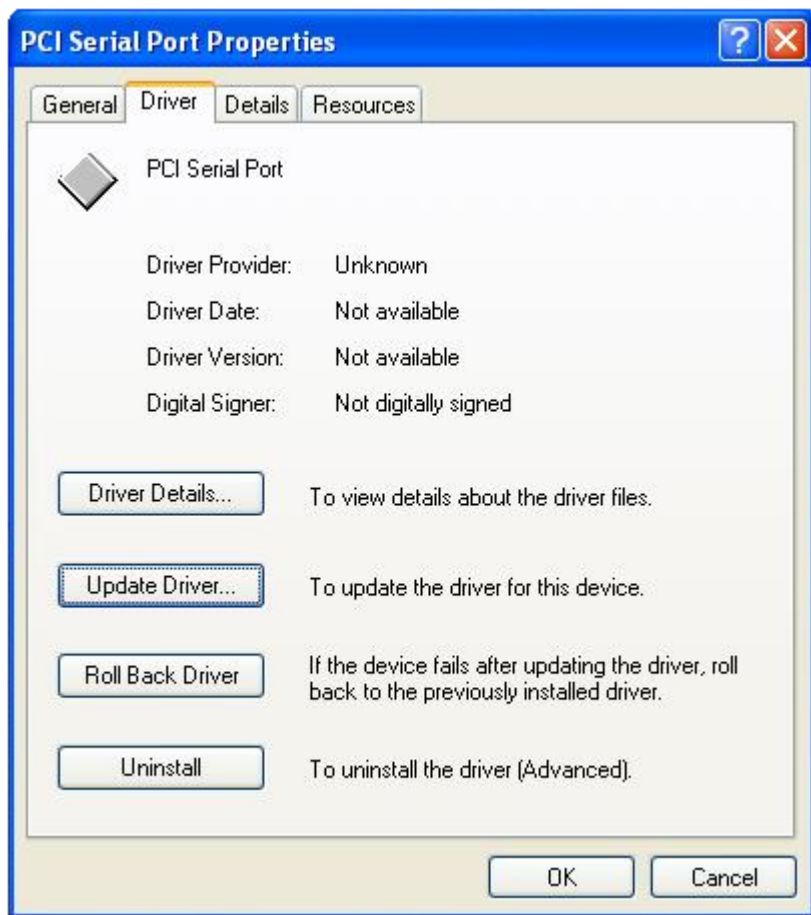 PCI Serial Port Properties
General Driver Details Resources
PCI Serial Port
Driver Provider: Unknown
Driver Date: Not available
Driver Version: Not available
Digital Signer: Not digitally signed
Driver Details... To view details about the driver files.
Update Driver... To update the driver for this device.
Roll Back Driver If the device fails after updating the driver, roll
back to the previously installed driver.
Uninstall To uninstall the driver (Advanced).
OK Cancel